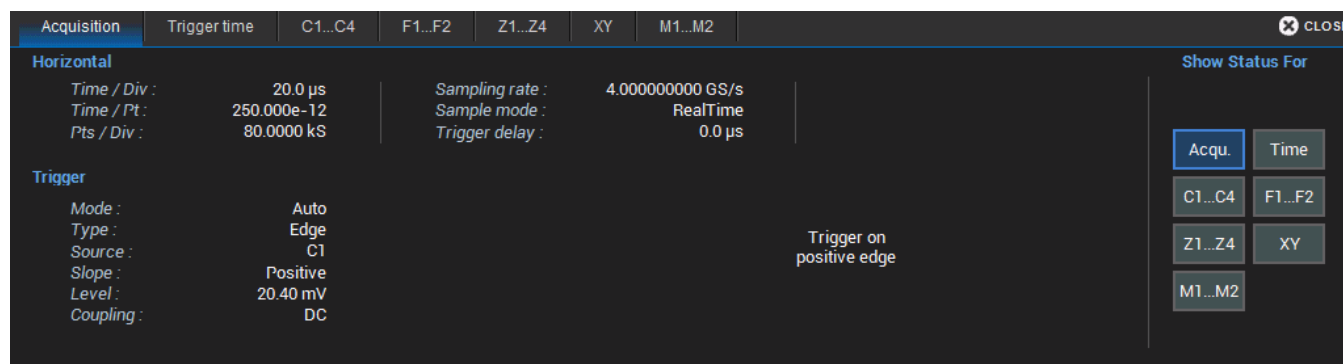 Acquisition Trigger time C1...C4 F1...F2 Z1...Z4 XY M1...M2 CLOS
Horizontal Show Status For
Time / Div : 20.0 µs Sampling rate : 4.000000000 GS/s
Time / Pt : 250.000e-12 Sample mode : RealTime
Pts / Div : 80.0000 kS Trigger delay : 0.0 µs
Acqu. Time
Trigger
C1...C4 F1...F2
Mode : Auto
Type : Edge
Source : C1
Slope : Positive
Level : 20.40 mV
Coupling : DC
Trigger on
positive edge
Z1...Z4 XY
M1...M2